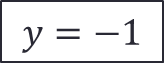 y = −1